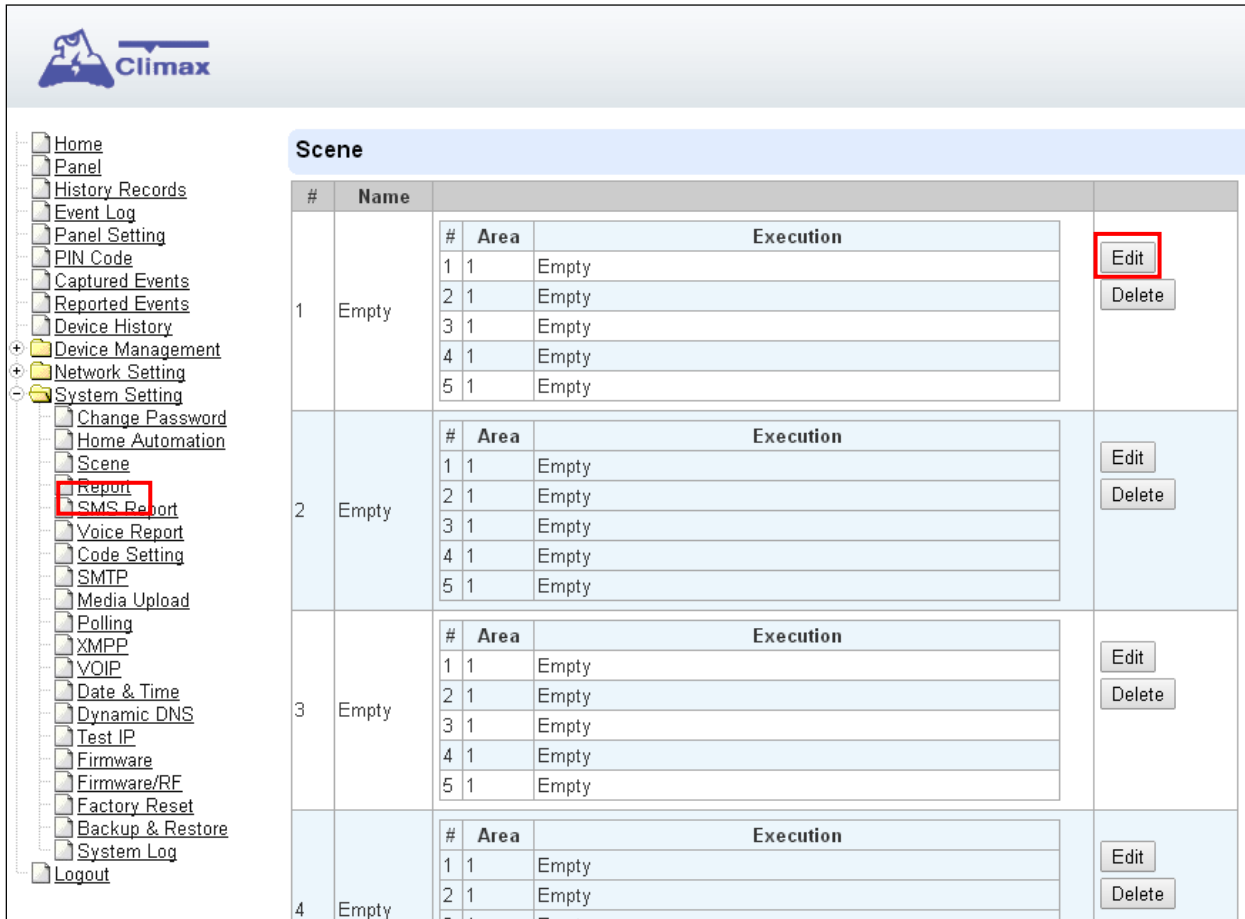 Climax
Home
Panel
History Records
Event Log
Panel Setting
PIN Code
Captured Events
Reported Events
Device History
Device Management
Network Setting
System Setting
Change Password
Home Automation
Scene
Report
SMS Report
Voice Report
Code Setting
SMTP
Media Upload
Polling
XMPP
VOIP
Date & Time
Dynamic DNS
Test IP
Firmware
Firmware/RF
Factory Reset
Backup & Restore
System Log
Logout
Scene
# Name
1 Empty
# Area Execution
1 1 Empty
2 1 Empty
3 1 Empty
4 1 Empty
5 1 Empty
Edit
Delete
2 Empty
# Area Execution
1 1 Empty
2 1 Empty
3 1 Empty
4 1 Empty
5 1 Empty
Edit
Delete
3 Empty
# Area Execution
1 1 Empty
2 1 Empty
3 1 Empty
4 1 Empty
5 1 Empty
Edit
Delete
4 Empty
# Area Execution
1 1 Empty
2 1 Empty
Edit
Delete